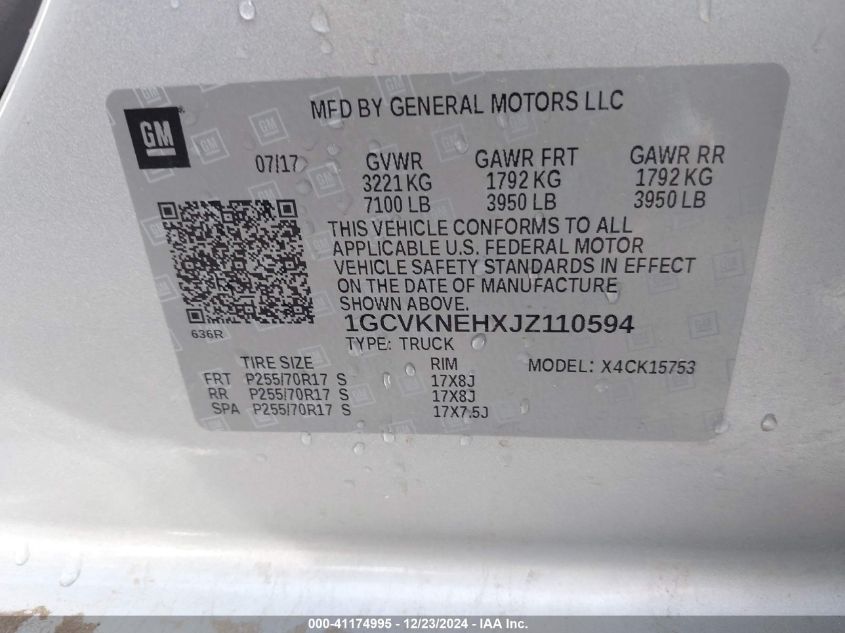 GM
MFD BY GENERAL MOTORS LLC
07/17 GVWR GAWR FRT GAWR RR
3221 KG 1792 KG 1792 KG
7100 LB 3950 LB 3950 LB
THIS VEHICLE CONFORMS TO ALL
APPLICABLE U.S. FEDERAL MOTOR
VEHICLE SAFETY STANDARDS IN EFFECT
ON THE DATE OF MANUFACTURE
SHOWN ABOVE.
636R
1GCVKNEHXJZ110594
TYPE: TRUCK
TIRE SIZE RIM MODEL: X4CK15753
FRT P255/70R17 S 17X8J
RR P255/70R17 S 17X8J
SPA P255/70R17 S 17X7.5J
000-41174995 - 12/23/2024 - IAA Inc.